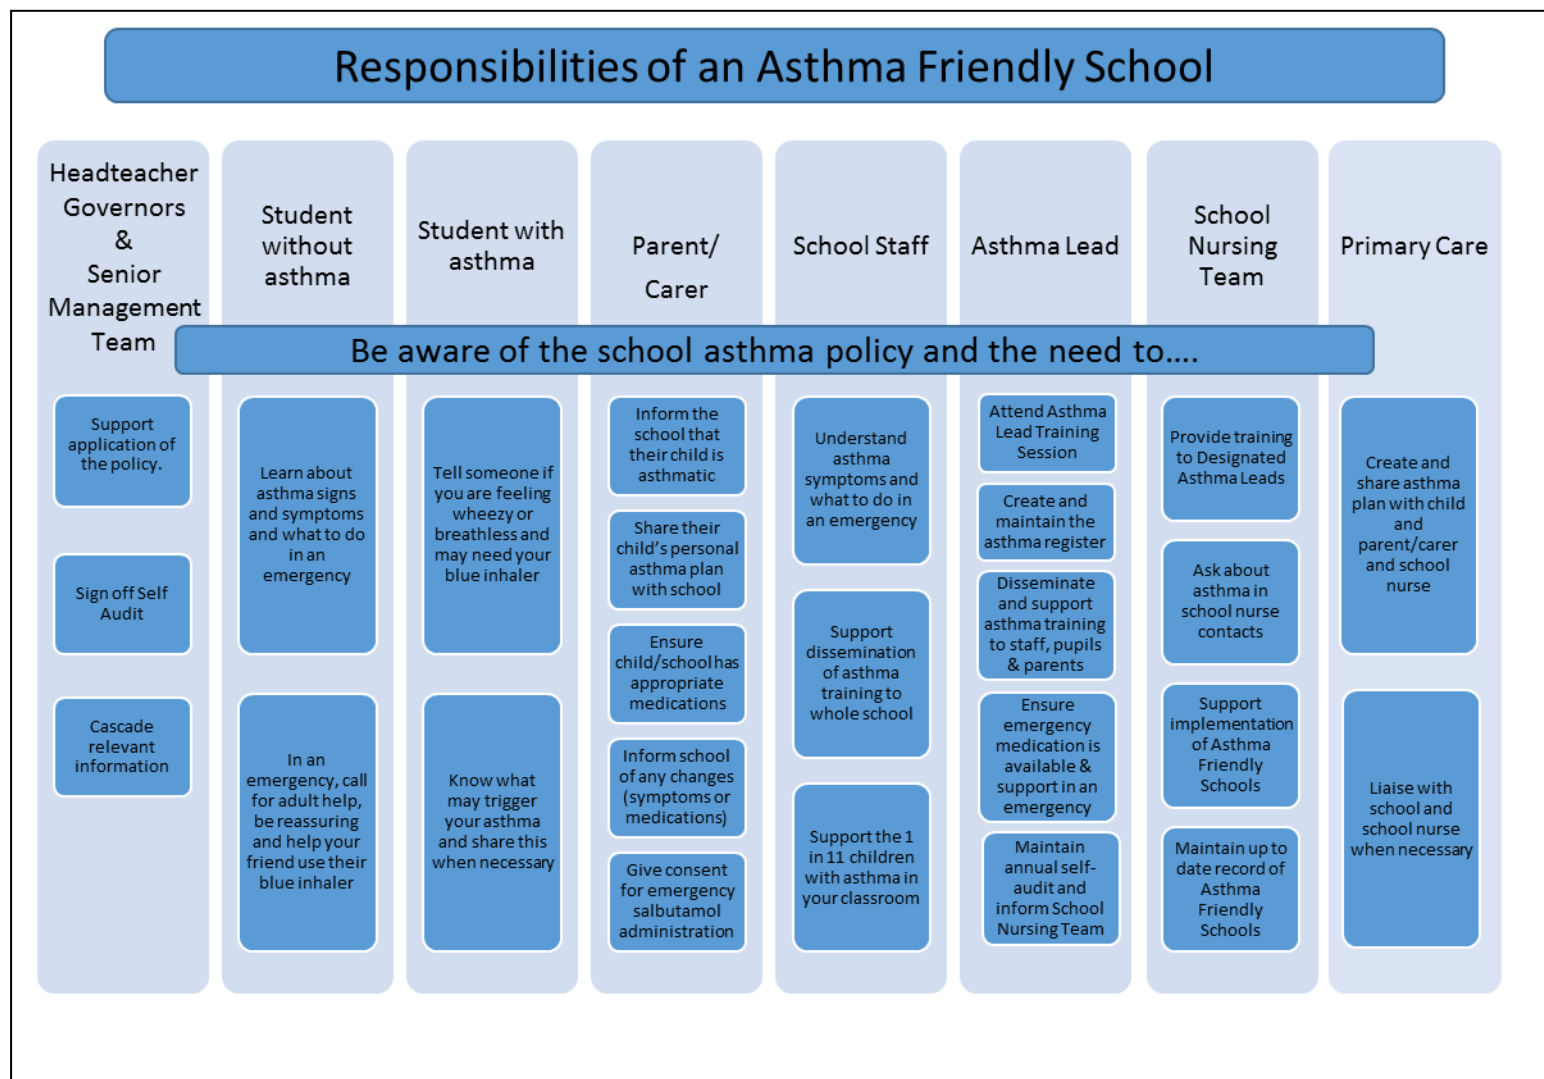 Responsibilities of an Asthma Friendly School
Headteacher
Governors
&
Senior
Management
Team
Student
without
asthma
Student with
asthma
Parent/
Carer
School Staff
Asthma Lead
School
Nursing
Team
Primary Care
Be aware of the school asthma policy and the need to....
Support
application of
the policy.
Sign off Self
Audit
Cascade
relevant
information
Learn about
asthma signs
and symptoms
and what to do
in an
emergency
In an
emergency, call
for adult help,
be reassuring
and help your
friend use their
blue inhaler
Tell someone if
you are feeling
wheezy or
breathless and
may need your
blue inhaler
Know what
may trigger
your asthma
and share this
when necessary
Inform the
school that
their child is
asthmatic
Share their
child's personal
asthma plan
with school
Ensure
child/school has
appropriate
medications
Inform school
of any changes
(symptoms or
medications)
Give consent
for emergency
salbutamol
administration
Understand
asthma
symptoms and
what to do in
an emergency
Support
dissemination
of asthma
training to
whole school
Support the 1
in 11 children
with asthma in
your classroom
Attend Asthma
Lead Training
Session
Create and
maintain the
asthma register
Disseminate
and support
asthma training
to staff, pupils
& parents
Ensure
emergency
medication is
available &
support in an
emergency
Maintain
annual self-
audit and
inform School
Nursing Team
Provide training
to Designated
Asthma Leads
Ask about
asthma in
school nurse
contacts
Support
implementation
of Asthma
Friendly
Schools
Maintain up to
date record of
Asthma
Friendly
Schools
Create and
share asthma
plan with child
and
parent/carer
and school
nurse
Liaise with
school and
school nurse
when necessary